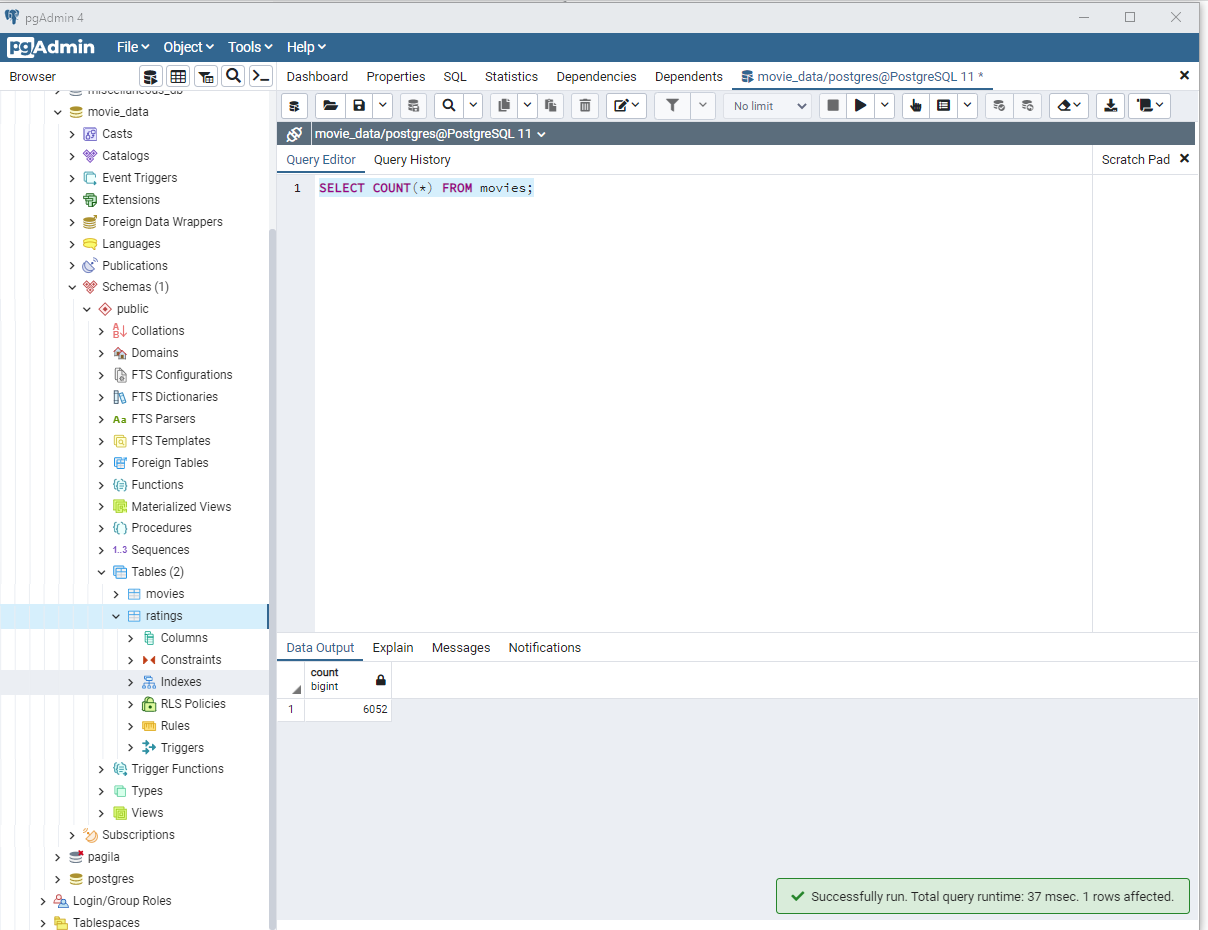 pgAdmin 4
pgAdmin File Object Tools Help
Browser
Dashboard Properties SQL Statistics Dependencies Dependents movie_data/postgres@PostgreSQL 11 *
miscellaneous_db
movie_data
Casts
Catalogs
Event Triggers
Extensions
Foreign Data Wrappers
Languages
Publications
Schemas (1)
public
Collations
Domains
FTS Configurations
FTS Dictionaries
Aa FTS Parsers
FTS Templates
Foreign Tables
Functions
Materialized Views
Procedures
1..3 Sequences
Tables (2)
movies
ratings
Columns
Constraints
Indexes
RLS Policies
Rules
Triggers
Trigger Functions
Types
Views
Subscriptions
pagila
postgres
Login/Group Roles
Tablespaces
No limit
movie_data/postgres@PostgreSQL 11
Query Editor Query History
Scratch Pad
1 SELECT COUNT(*) FROM movies;
Data Output Explain Messages Notifications
count
bigint
1 6052
Successfully run. Total query runtime: 37 msec. 1 rows affected.